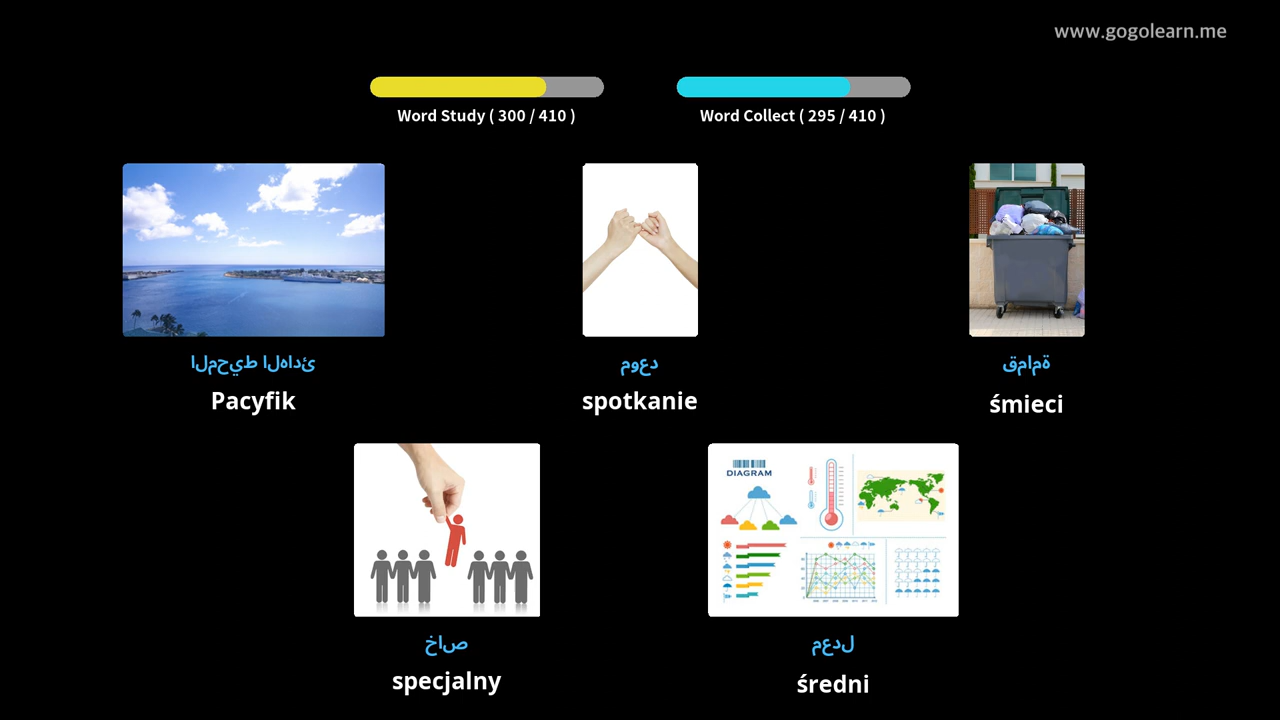 www.gogolearn.me
Word Study ( 300 / 410 )
Word Collect ( 295 / 410 )
المحيط الهادئ
Pacyfik
موعد
spotkanie
قمامة
śmieci
خاص
specjalny
DIAGRAM
معدل
średni